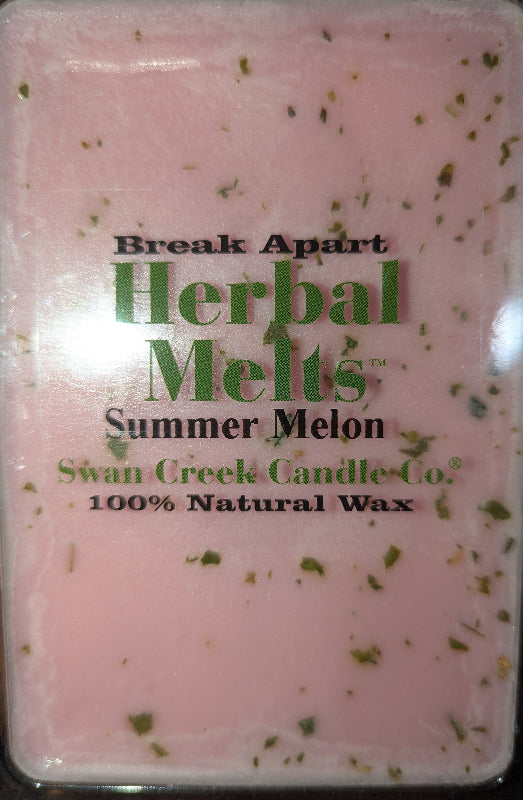 Break Apart
Herbal
Melts™
Summer Melon
Swan Creek Candle Co.®
100% Natural Wax